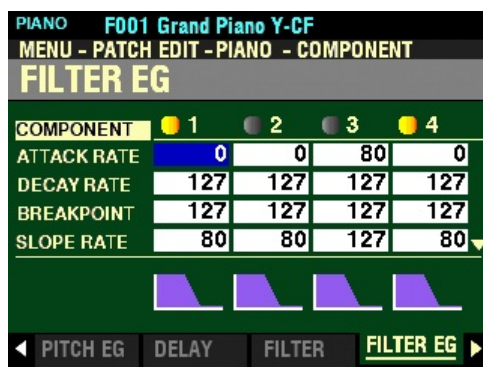 PIANO F001 Grand Piano Y-CF
MENU - PATCH EDIT - PIANO - COMPONENT
FILTER EG
COMPONENT 1 2 3 4
ATTACK RATE 0 0 80 0
DECAY RATE 127 127 127 127
BREAKPOINT 127 127 127 127
SLOPE RATE 80 80 127 80
PITCH EG DELAY FILTER FILTER EG